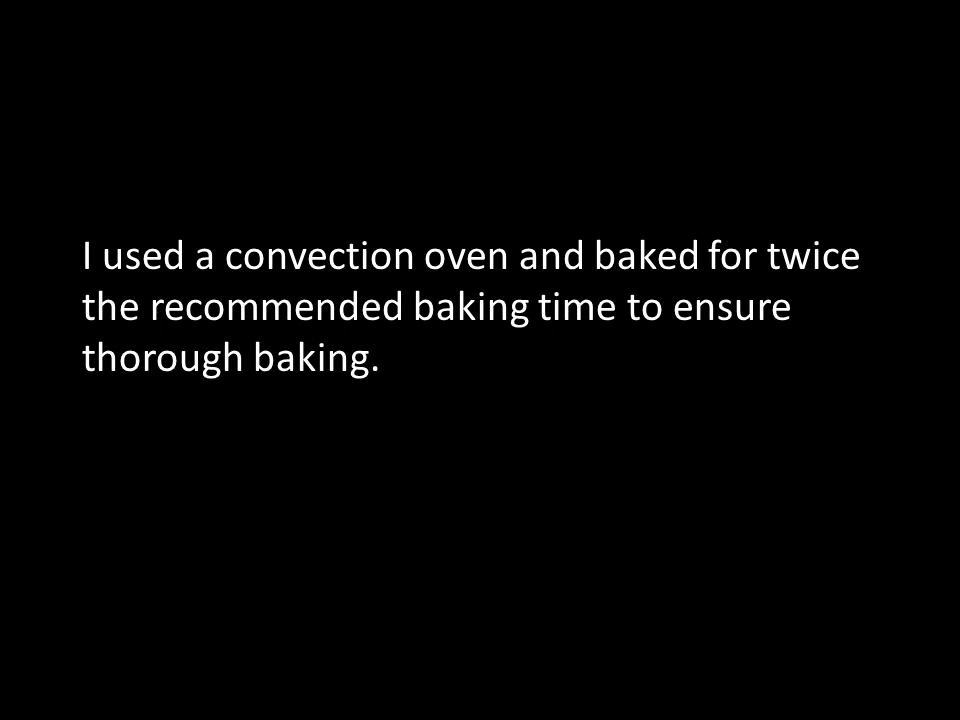 I used a convection oven and baked for twice
the recommended baking time to ensure
thorough baking.